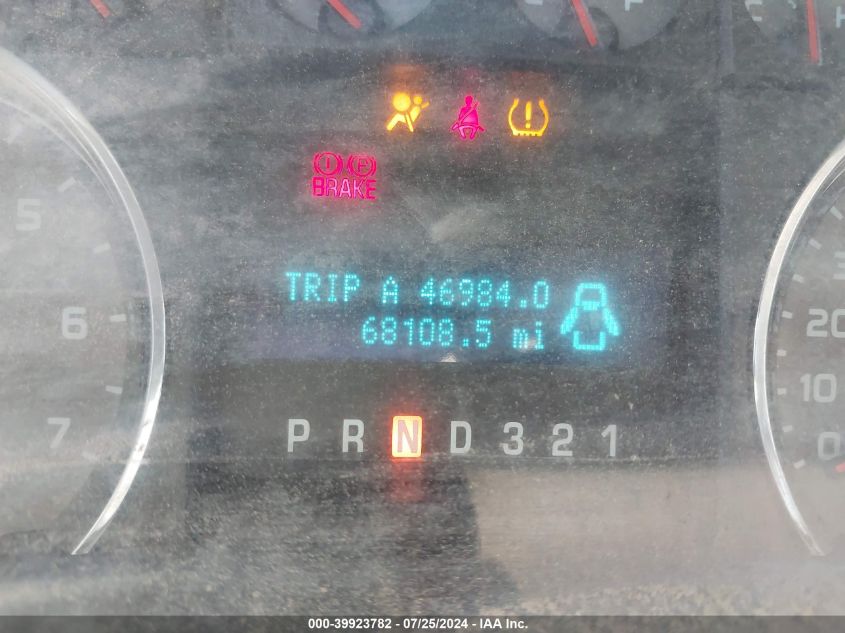 F
H
BRAKE
5
6
7
TRIP A 46984.0
68108.5 mi
20
10
0
P R N D 3 2 1
000-39923782 - 07/25/2024 - IAA Inc.